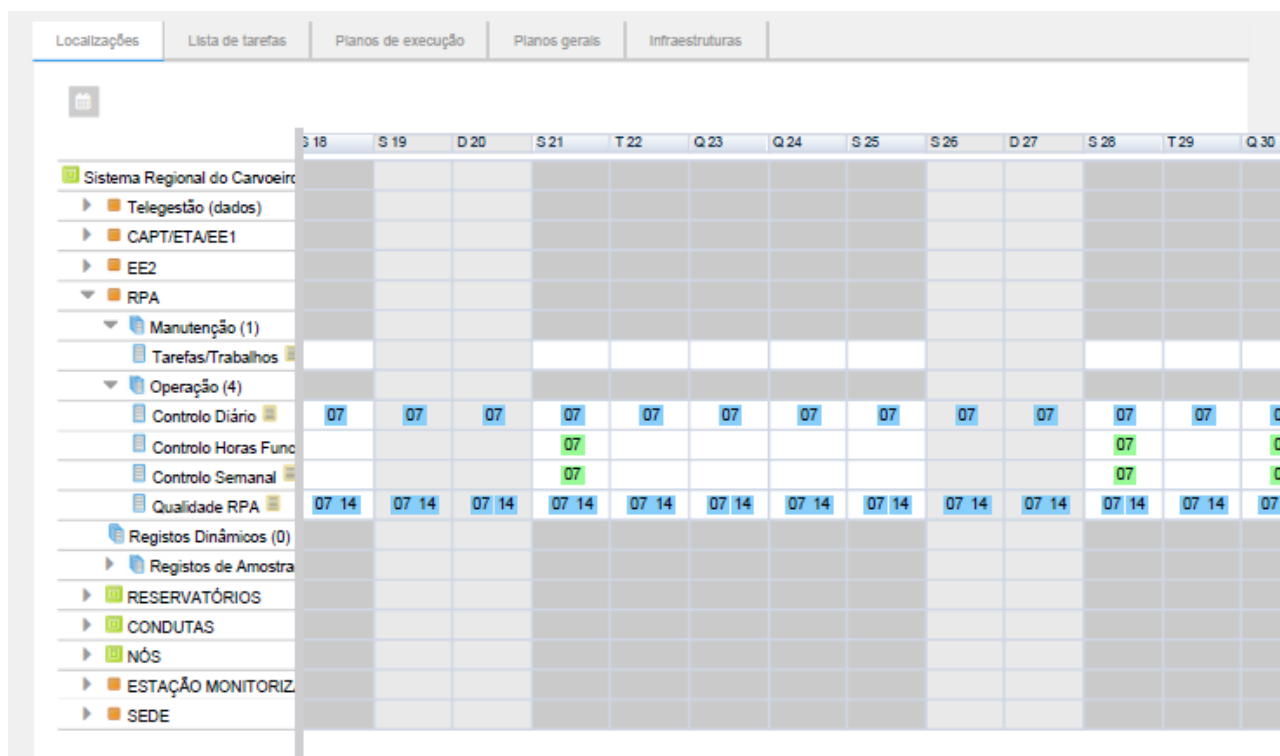 Localizações Lista de tarefas Planos de execução Planos gerais Infraestruturas
S 18 S 19 D 20 S 21 T 22 Q 23 Q 24 S 25 S 26 D 27 S 28 T 29 Q 30
Sistema Regional do Carvoeiro
Telegestão (dados)
CAPT/ETA/EE1
EE2
RPA
Manutenção (1)
Tarefas/Trabalhos
Operação (4)
Controlo Diário 07 07 07 07 07 07 07 07 07 07 07 07 0
Controlo Horas Func 07 07 0
Controlo Semanal 07 07 0
Qualidade RPA 07 14 07 14 07 14 07 14 07 14 07 14 07 14 07 14 07 14 07 14 07 14 07 14 07
Registos Dinâmicos (0)
Registos de Amostra
RESERVATÓRIOS
CONDUTAS
NÓS
ESTAÇÃO MONITORIZ
SEDE